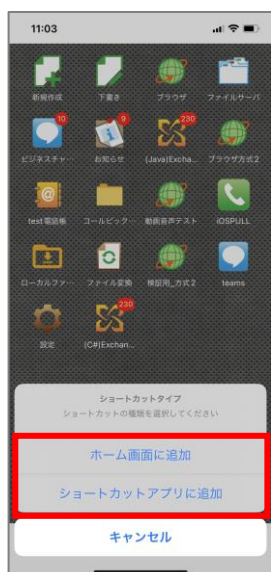 11:03
新規作成 下書き ブラウザ ファイルサーバ
10 9 230
ビジネスチャ… お知らせ (Java)Excha… ブラウザ方式2
test電話帳 コールピック… 動画音声テスト iOSPULL
ローカルファ… ファイル変換 検証用_方式2 teams
230
設定 (C#)Exchan…
ショートカットタイプ
ショートカットの種類を選択してください
ホーム画面に追加
ショートカットアプリに追加
キャンセル